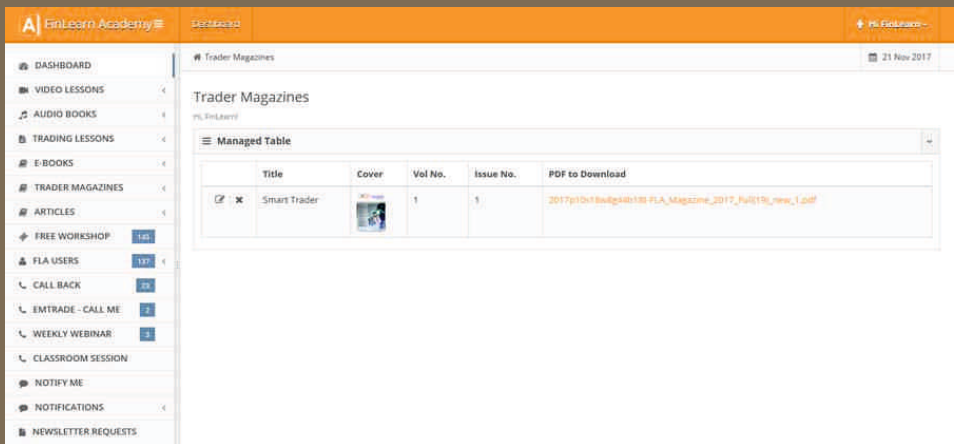 A FinLearn Academy
Dashboard
Hi, FinLearn
Trader Magazines
21 Nov 2017
DASHBOARD
VIDEO LESSONS
AUDIO BOOKS
TRADING LESSONS
E-BOOKS
TRADER MAGAZINES
ARTICLES
FREE WORKSHOP 145
FLA USERS 137
CALL BACK 23
EMTRADE - CALL ME 2
WEEKLY WEBINAR 3
CLASSROOM SESSION
NOTIFY ME
NOTIFICATIONS
NEWSLETTER REQUESTS
Trader Magazines
Hi, FinLearn!
Managed Table
Title Cover Vol No. Issue No. PDF to Download
Smart Trader 1 1